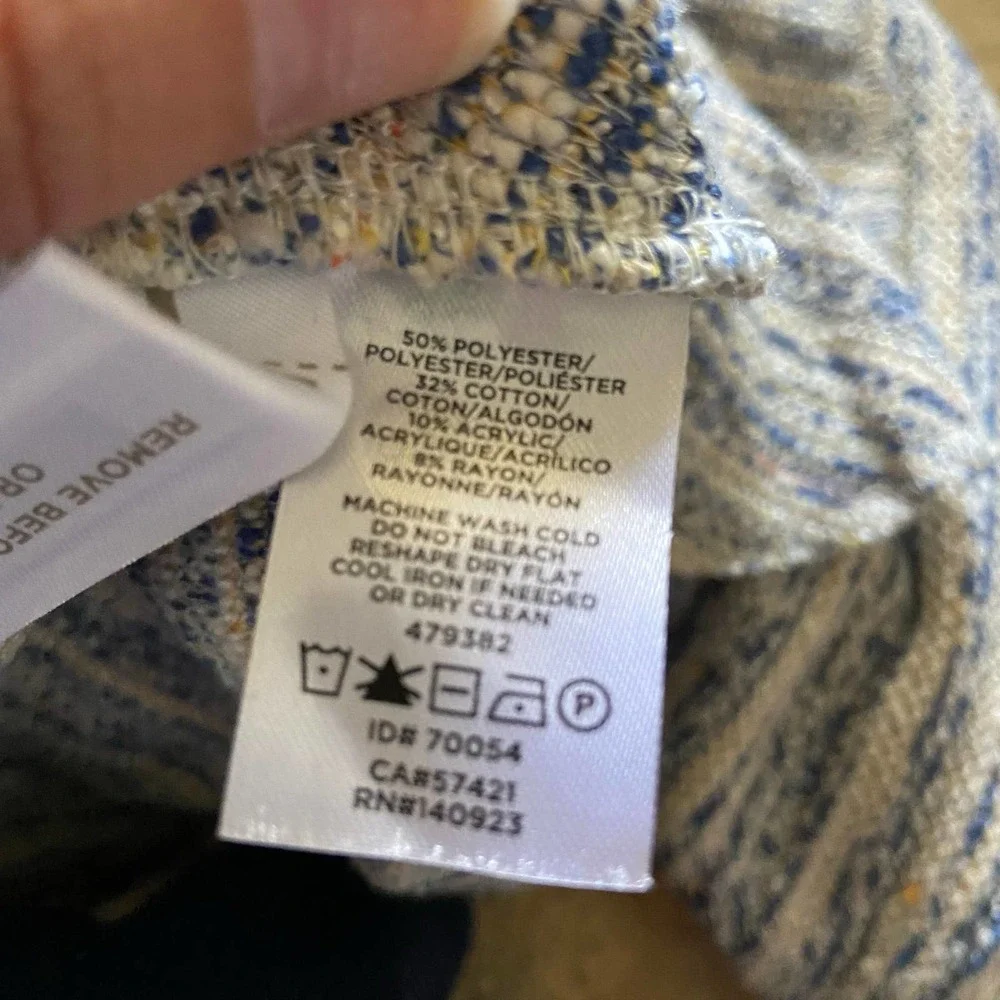 50% POLYESTER/
POLYESTER/POLIÉSTER
32% COTTON/
COTON/ALGODÓN
10% ACRYLIC/
ACRYLIQUE/ACRÍLICO
8% RAYON/
RAYONNE/RAYÓN
MACHINE WASH COLD
DO NOT BLEACH
RESHAPE DRY FLAT
COOL IRON IF NEEDED
OR DRY CLEAN
479382
P
ID# 70054
CA#57421
RN#140923
REMOVE